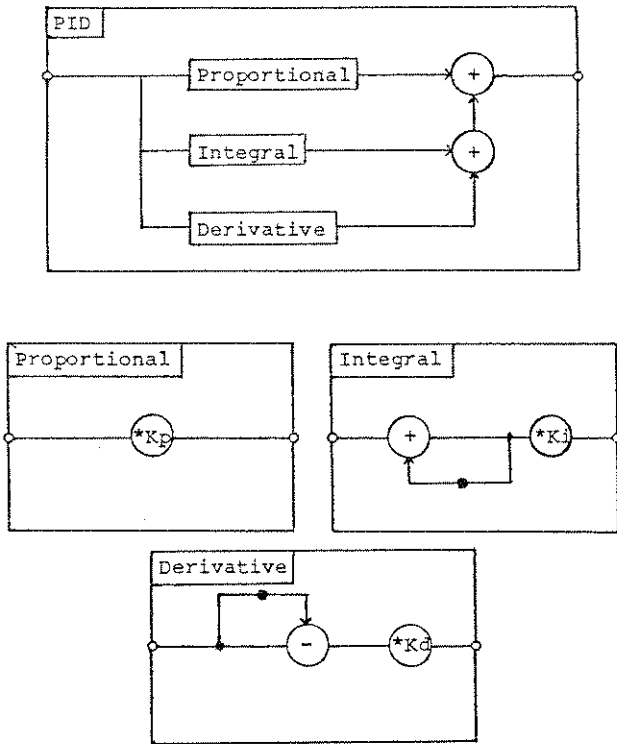 PID
Proportional
+
Integral
+
Derivative
Proportional
*Kp
Integral
+
*Ki
Derivative
-
*Kd